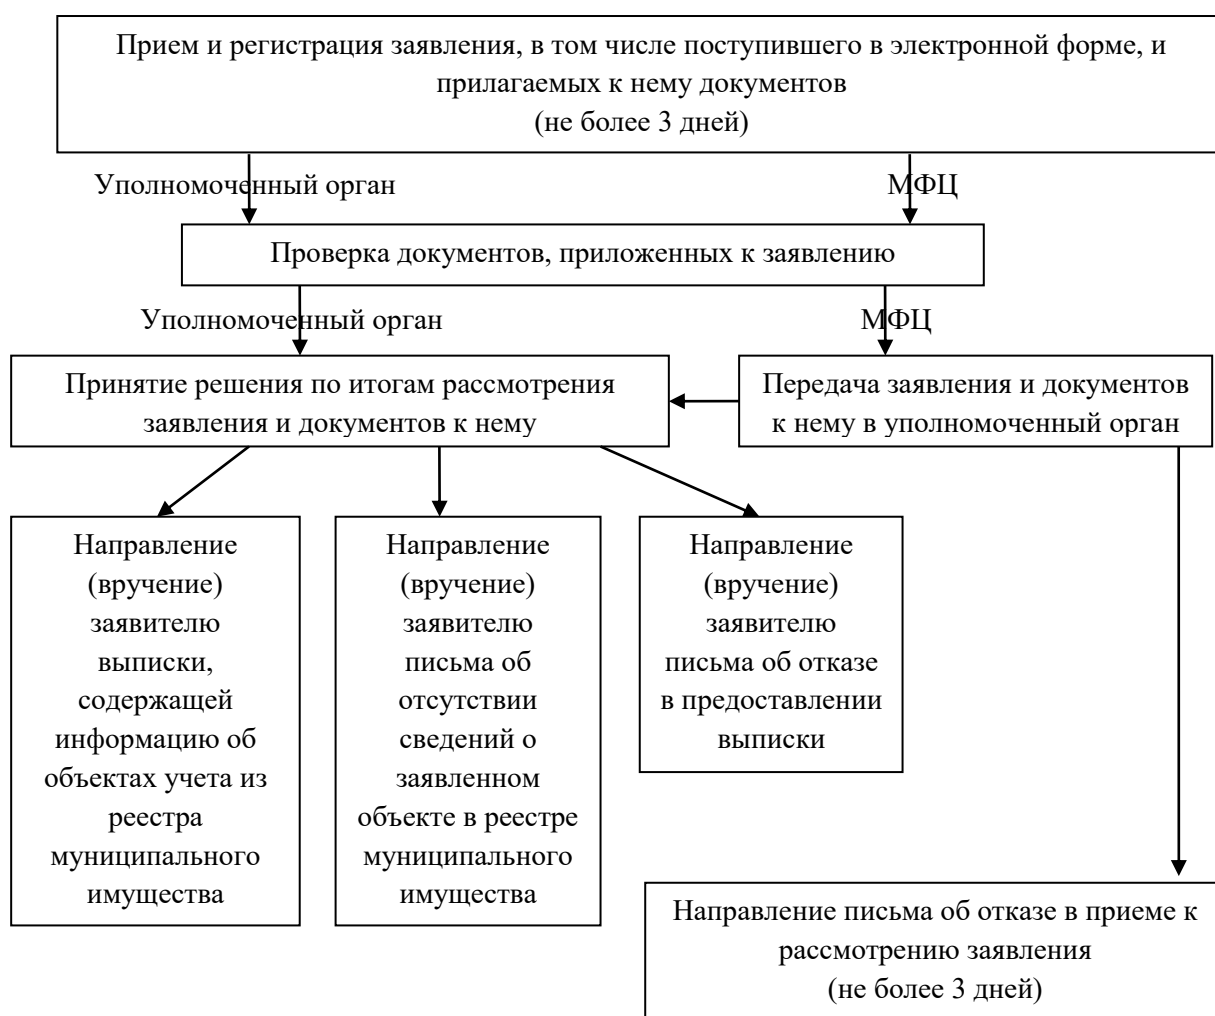 Прием и регистрация заявления, в том числе поступившего в электронной форме, и
прилагаемых к нему документов
(не более 3 дней)
Уполномоченный орган
МФЦ
Проверка документов, приложенных к заявлению
Уполномоченный орган
МФЦ
Принятие решения по итогам рассмотрения
заявления и документов к нему
Передача заявления и документов
к нему в уполномоченный орган
Направление
(вручение)
заявителю
выписки,
содержащей
информацию об
объектах учета из
реестра
муниципального
имущества
Направление
(вручение)
заявителю
письма об
отсутствии
сведений о
заявленном
объекте в реестре
муниципального
имущества
Направление
(вручение)
заявителю
письма об отказе
в предоставлении
выписки
Направление письма об отказе в приеме к
рассмотрению заявления
(не более 3 дней)